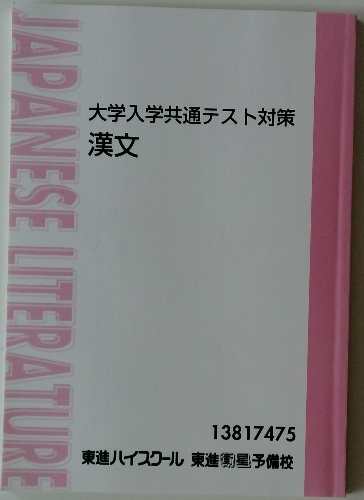 JAPANESE LITERATURE
大学入学共通テスト対策
漢文
13817475
東進ハイスクール 東進衛星予備校